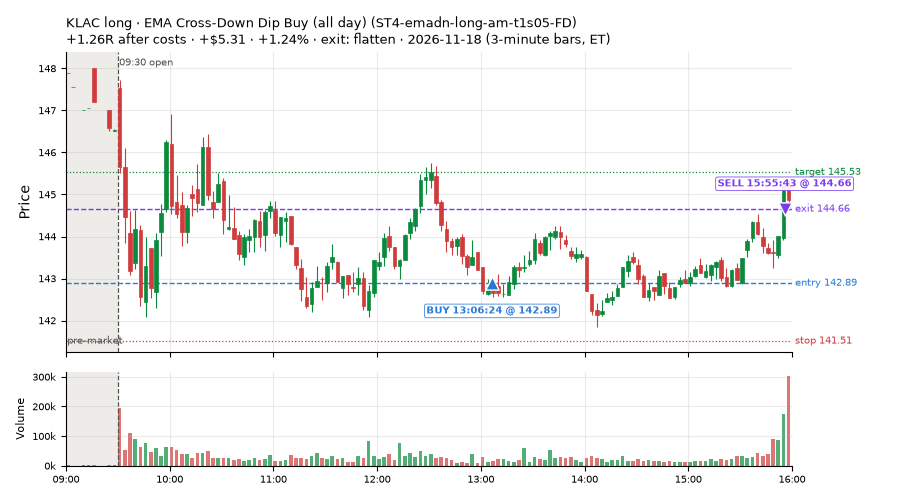 KLAC long · EMA Cross-Down Dip Buy (all day) (ST4-emadn-long-am-t1s05-FD)
+1.26R after costs · +$5.31 · +1.24% · exit: flatten · 2026-11-18 (3-minute bars, ET)
09:30 open
148
147
146
145
144
143
142
Price
target 145.53
SELL 15:55:43 @ 144.66
exit 144.66
entry 142.89
BUY 13:06:24 @ 142.89
pre-market
stop 141.51
300k
200k
100k
0k
Volume
09:00
10:00
11:00
12:00
13:00
14:00
15:00
16:00